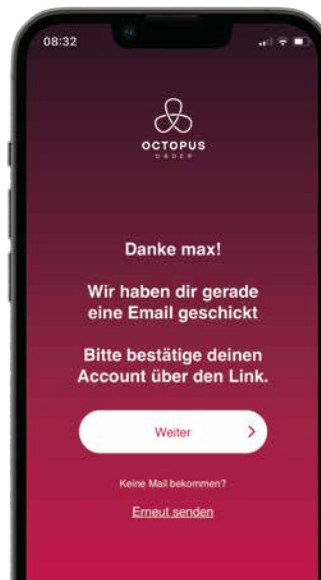 08:32
OCTOPUS
ORDER
Danke max!
Wir haben dir gerade
eine Email geschickt
Bitte bestätige deinen
Account über den Link.
Weiter
Keine Mail bekommen?
Erneut senden